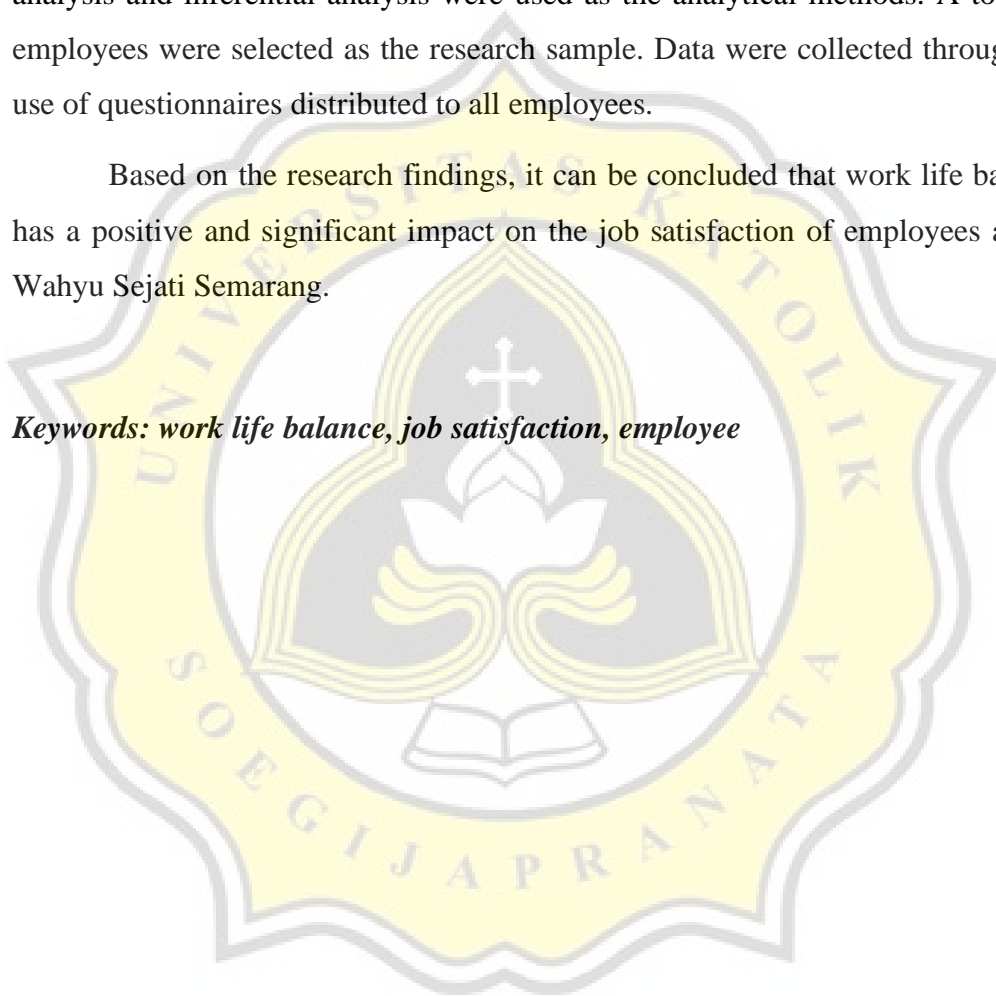 analysis and inferential analysis were used as the analytical methods. A to
employees were selected as the research sample. Data were collected throug
use of questionnaires distributed to all employees.
Based on the research findings, it can be concluded that work life ba
has a positive and significant impact on the job satisfaction of employees a
Wahyu Sejati Semarang.
Keywords: work life balance, job satisfaction, employee
UNIVERSITAS KATOLIK
SOEGIJAPRANATA